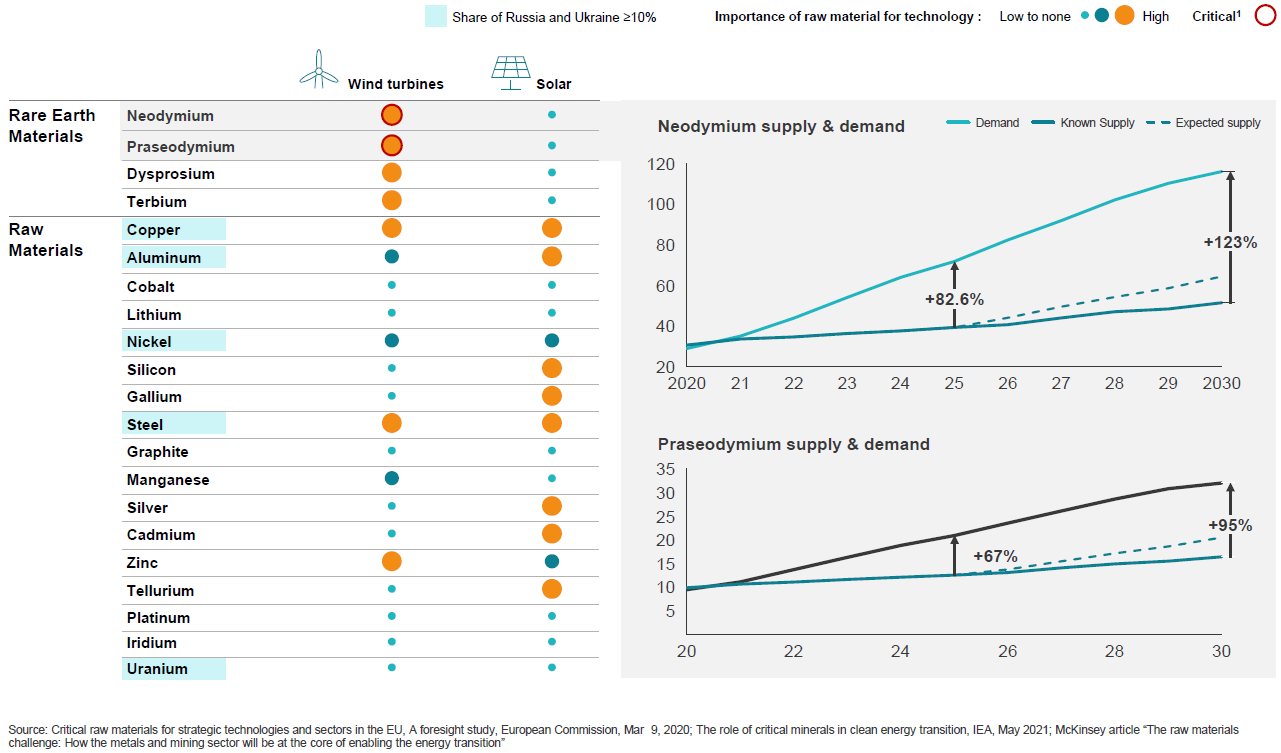 Share of Russia and Ukraine ≥10%
Importance of raw material for technology :
Low to none
High
Critical¹
Wind turbines
Solar
Rare Earth
Materials
Neodymium
Praseodymium
Dysprosium
Terbium
Raw
Materials
Copper
Aluminum
Cobalt
Lithium
Nickel
Silicon
Gallium
Steel
Graphite
Manganese
Silver
Cadmium
Zinc
Tellurium
Platinum
Iridium
Uranium
Neodymium supply & demand
Demand
Known Supply
Expected supply
120
100
80
60
40
20
+82.6%
+123%
2020 21 22 23 24 25 26 27 28 29 2030
Praseodymium supply & demand
35
30
25
20
15
10
5
+67%
+95%
20 22 24 26 28 30
Source: Critical raw materials for strategic technologies and sectors in the EU, A foresight study, European Commission, Mar 9, 2020; The role of critical minerals in clean energy transition, IEA, May 2021; McKinsey article “The raw materials
challenge: How the metals and mining sector will be at the core of enabling the energy transition”